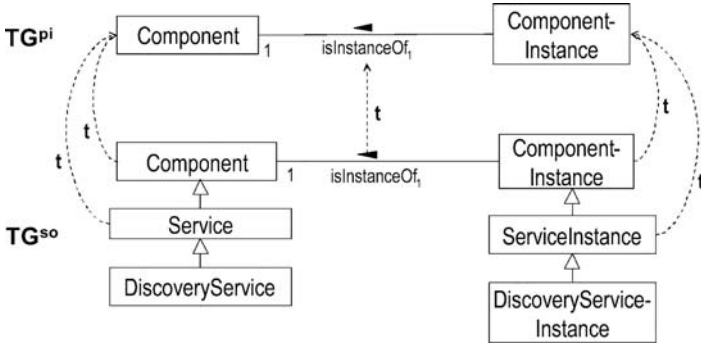 TGpi
Component
1
isInstanceOf1
Component-
Instance
t
t
t
t
t
Component
1
isInstanceOf1
Component-
Instance
TGso
Service
ServiceInstance
DiscoveryService
DiscoveryService-
Instance